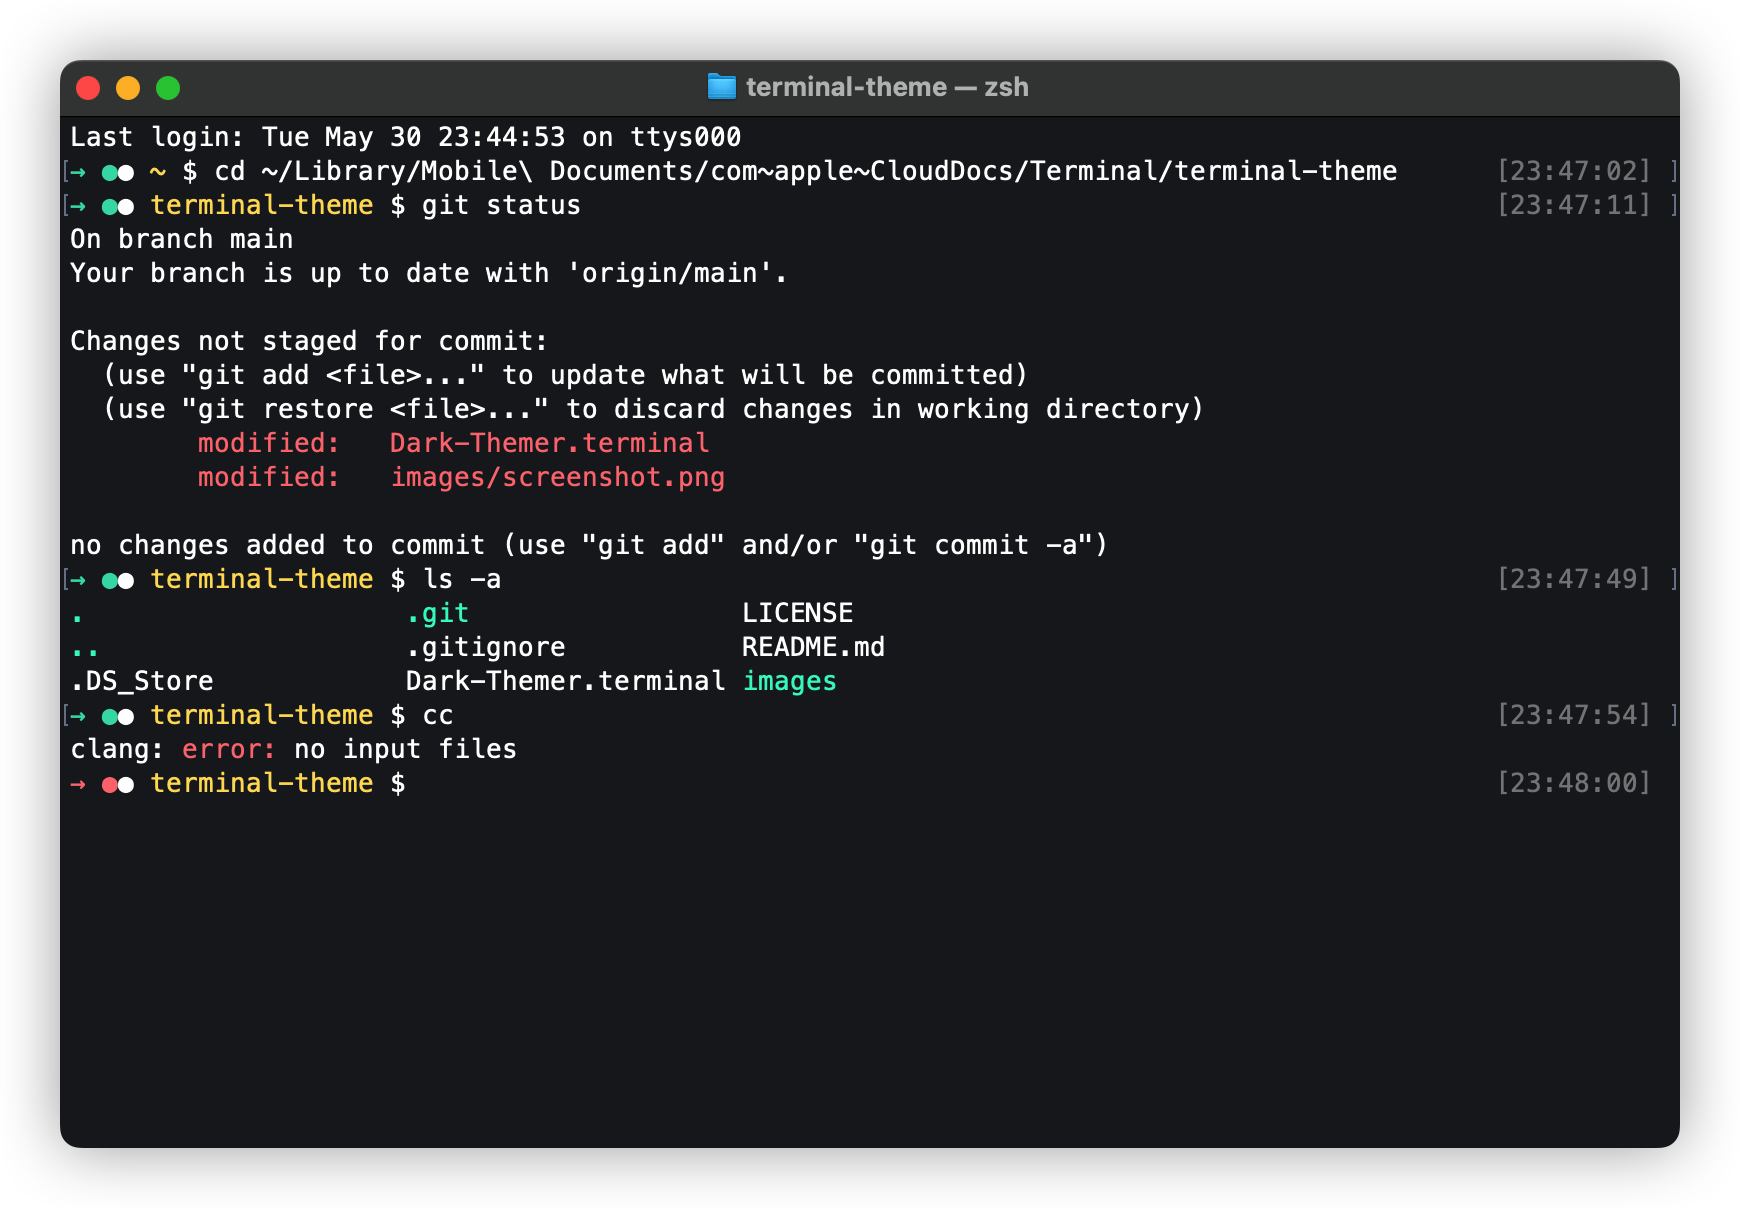 terminal-theme — zsh
Last login: Tue May 30 23:44:53 on ttys000
[→ ●● ~ $ cd ~/Library/Mobile\ Documents/com~apple~CloudDocs/Terminal/terminal-theme [23:47:02] ]
[→ ●● terminal-theme $ git status [23:47:11] ]
On branch main
Your branch is up to date with 'origin/main'.

Changes not staged for commit:
  (use "git add <file>..." to update what will be committed)
  (use "git restore <file>..." to discard changes in working directory)
        modified:   Dark-Themer.terminal
        modified:   images/screenshot.png

no changes added to commit (use "git add" and/or "git commit -a")
[→ ●● terminal-theme $ ls -a [23:47:49] ]
.                    .git                 LICENSE
..                   .gitignore           README.md
.DS_Store            Dark-Themer.terminal images
[→ ●● terminal-theme $ cc [23:47:54] ]
clang: error: no input files
→ ●● terminal-theme $ [23:48:00]